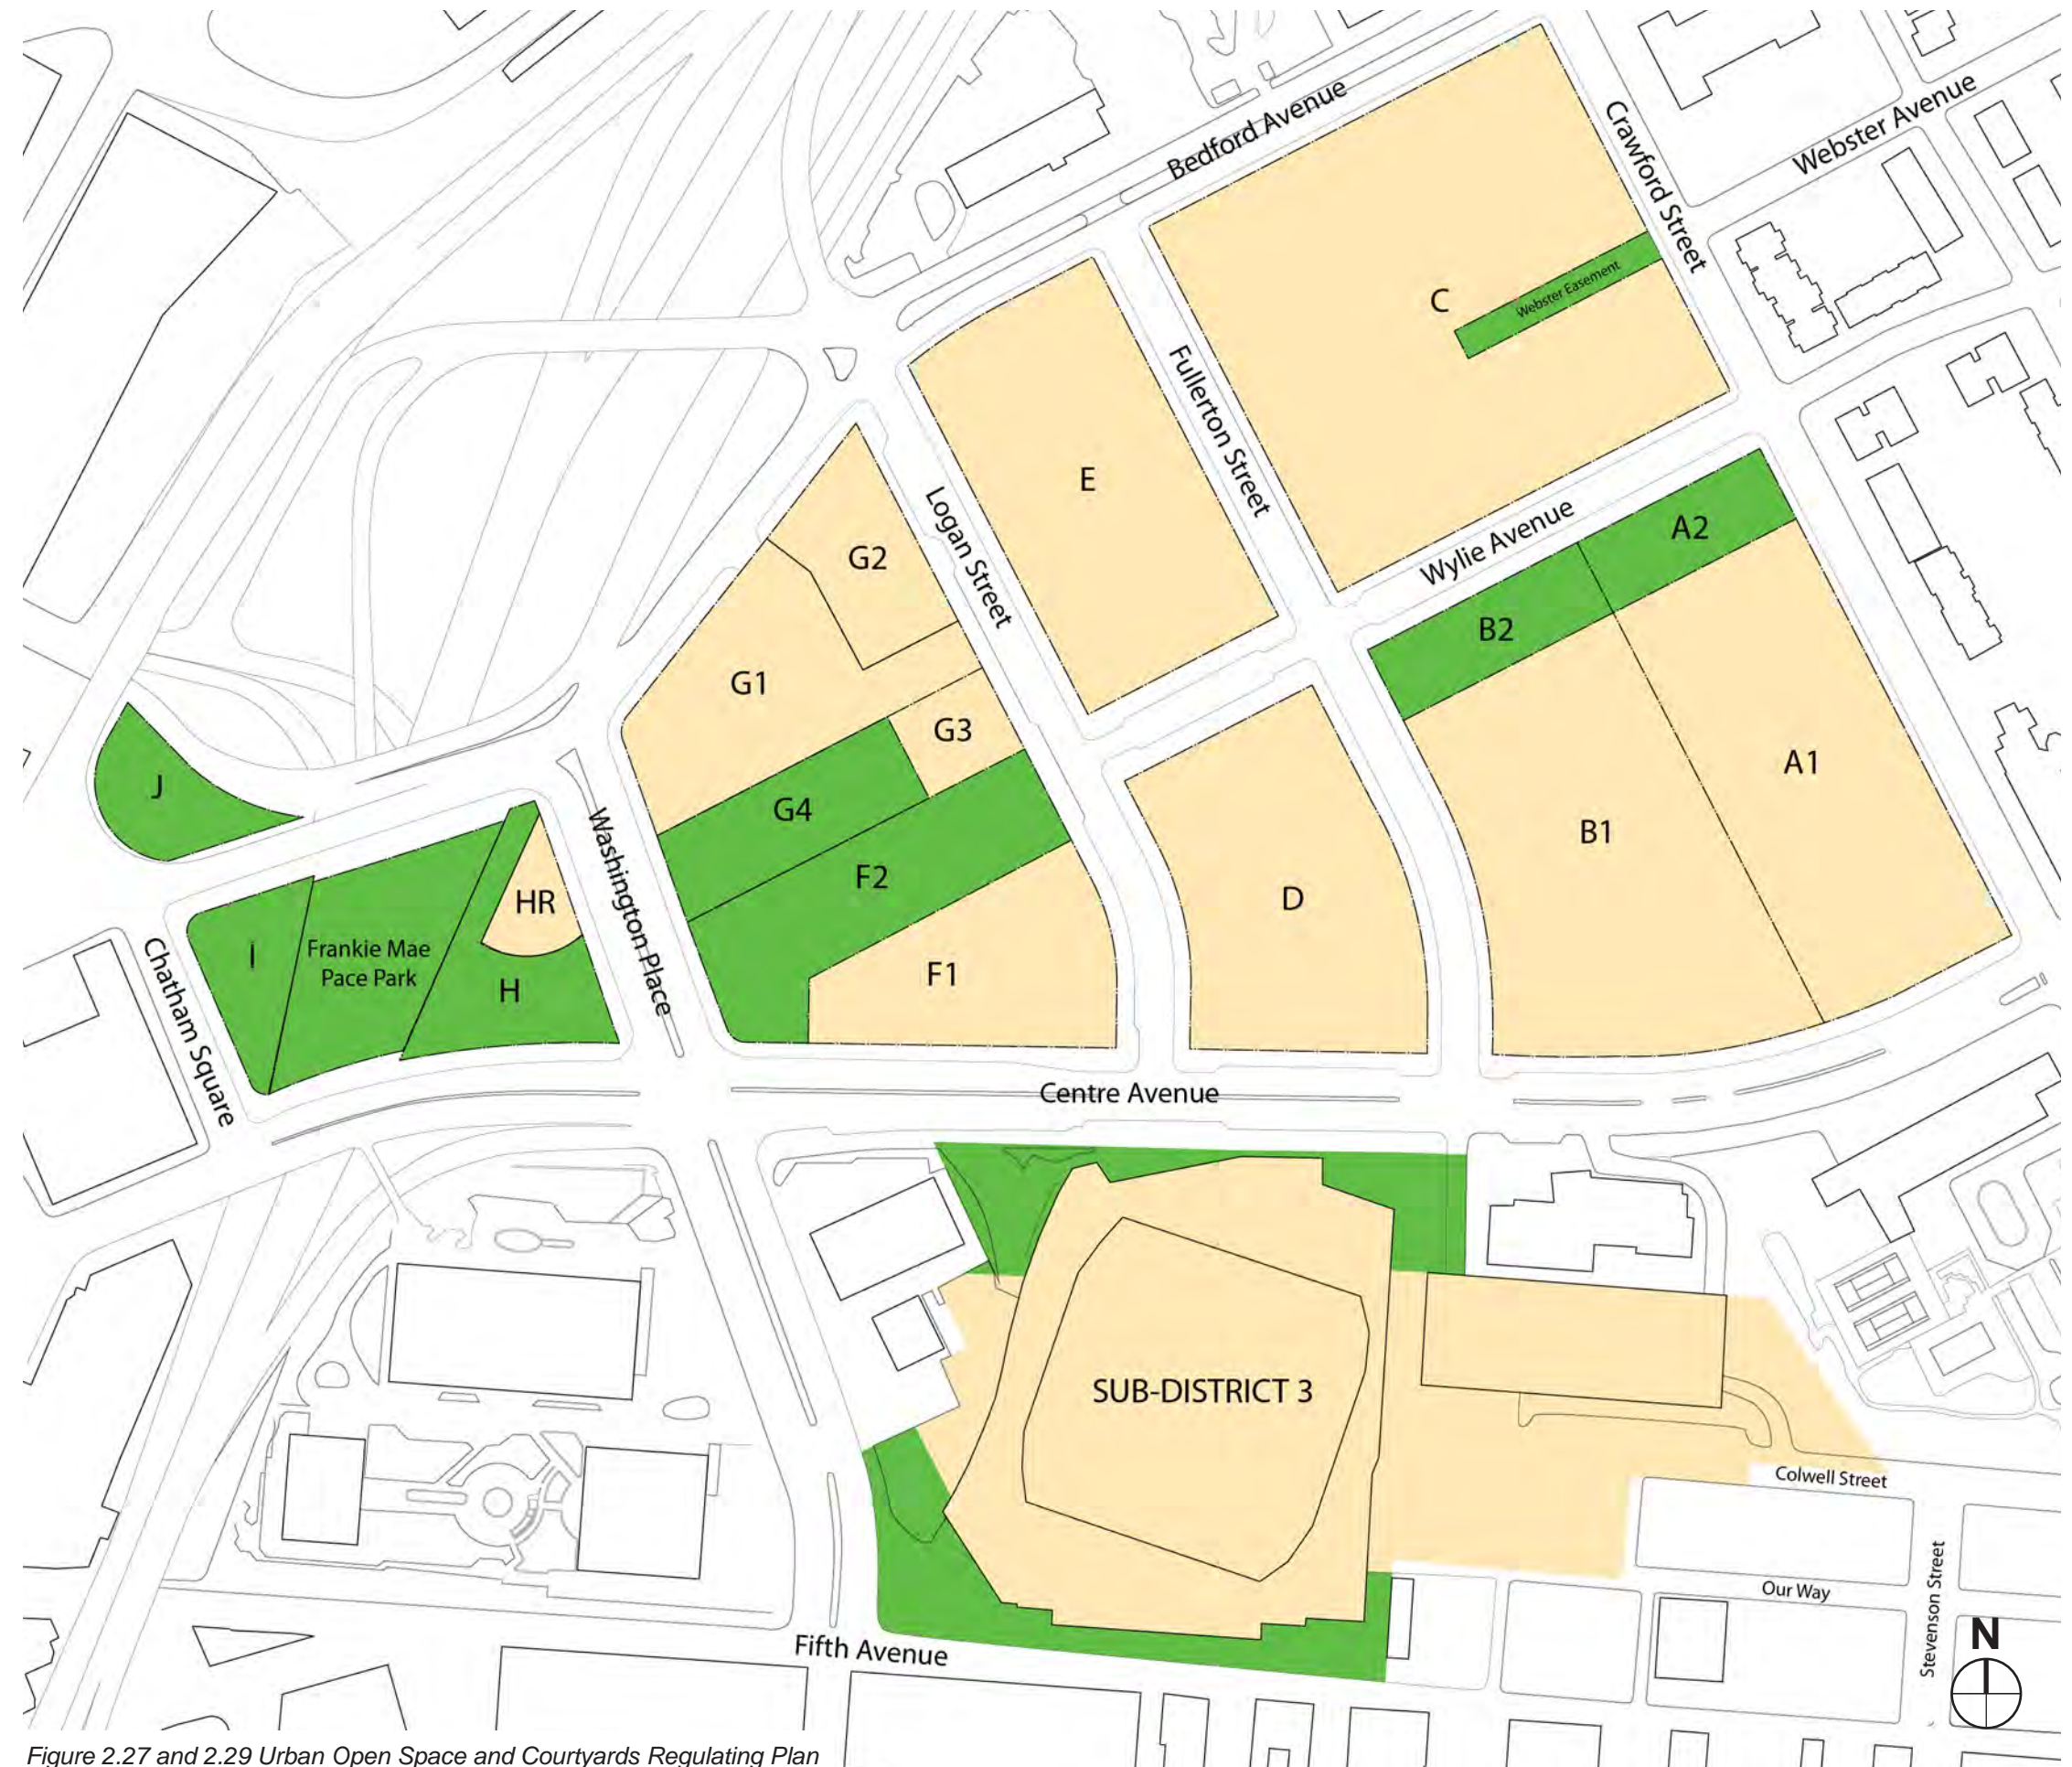 Bedford Avenue
Crawford Street
Webster Avenue
C
Webster Easement
Fullerton Street
E
Logan Street
Wylie Avenue
A2
B2
G2
G1
G3
G4
A1
B1
J
F2
D
HR
Washington Place
I
Frankie Mae
Pace Park
H
F1
Chatham Square
Centre Avenue
SUB-DISTRICT 3
Colwell Street
Our Way
Stevenson Street
Fifth Avenue
N
Figure 2.27 and 2.29 Urban Open Space and Courtyards Regulating Plan